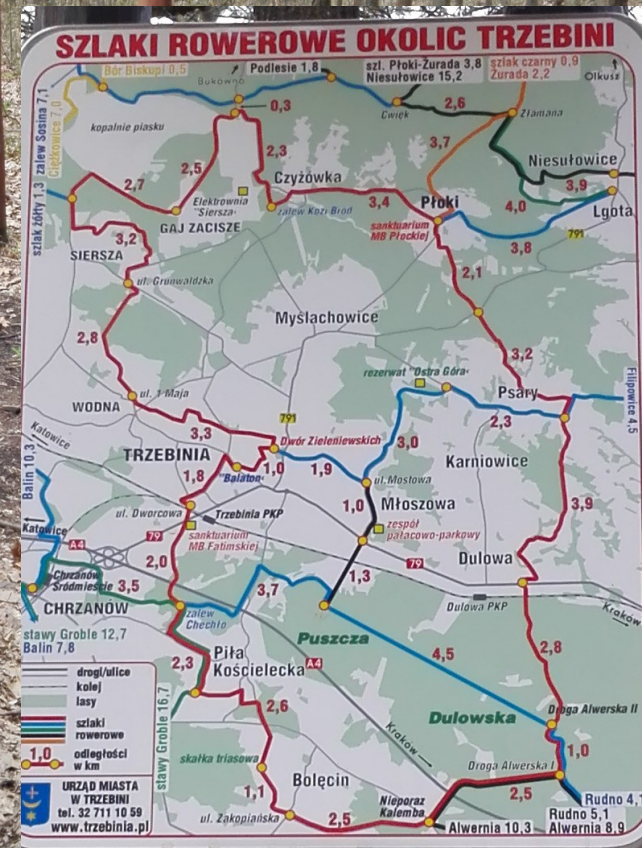 SZLAKI ROWEROWE OKOLIC TRZEBINI
Bór Biskupi 0,5
Bukowno
Podlesie 1,8
szl. Płoki-Żurada 3,8
Niesułowice 15,2
szlak czarny 0,9
Żurada 2,2
Olkusz
szlak żółty 1,3 zalew Sosina 7,1
Ciężkowice 7,0
kopalnie piasku
0,3
Ćwięk
2,6
Złamana
2,5
2,3
3,7
Niesułowice
2,7
Czyżówka
3,9
Elektrownia
"Siersza"
3,4
Płoki
4,0
zalew Kozi Bród
Lgota
GAJ ZACISZE
sanktuarium
MB Płockiej
791
3,2
3,8
SIERSZA
2,1
ul. Grunwaldzka
Myślachowice
2,8
3,2
rezerwat "Ostra Góra"
Filipowice 4,5
ul. 1 Maja
Psary
WODNA
791
2,3
3,3
Dwór Zieleniewskich
3,0
Katowice
TRZEBINIA
1,0
1,9
Karniowice
1,8
"Balaton"
ul. Mostowa
Balin 10,3
1,0
Młoszowa
3,9
ul. Dworcowa
Trzebinia PKP
Katowice
79
sanktuarium
MB Fatimskiej
zespół
pałacowo-parkowy
A4
2,0
79
Dulowa
Chrzanów
Śródmieście
3,5
3,7
1,3
CHRZANÓW
zalew
Chechło
Dulowa PKP
Kraków
stawy Groble 12,7
Balin 7,8
Puszcza
Piła
Kościelecka
A4
2,3
4,5
2,8
drogi/ulice
kolej
lasy
szlaki
rowerowe
1,0
odległości
w km
stawy Groble 16,7
2,6
Dulowska
Droga Alwerska II
Kraków
skałka triasowa
1,0
Droga Alwerska I
URZĄD MIASTA
W TRZEBINI
tel. 32 711 10 59
www.trzebinia.pl
1,1
Bolęcin
2,5
ul. Zakopiańska
2,5
Nieporaz
Kalemba
Alwernia 10,3
Rudno 5,1
Alwernia 8,9